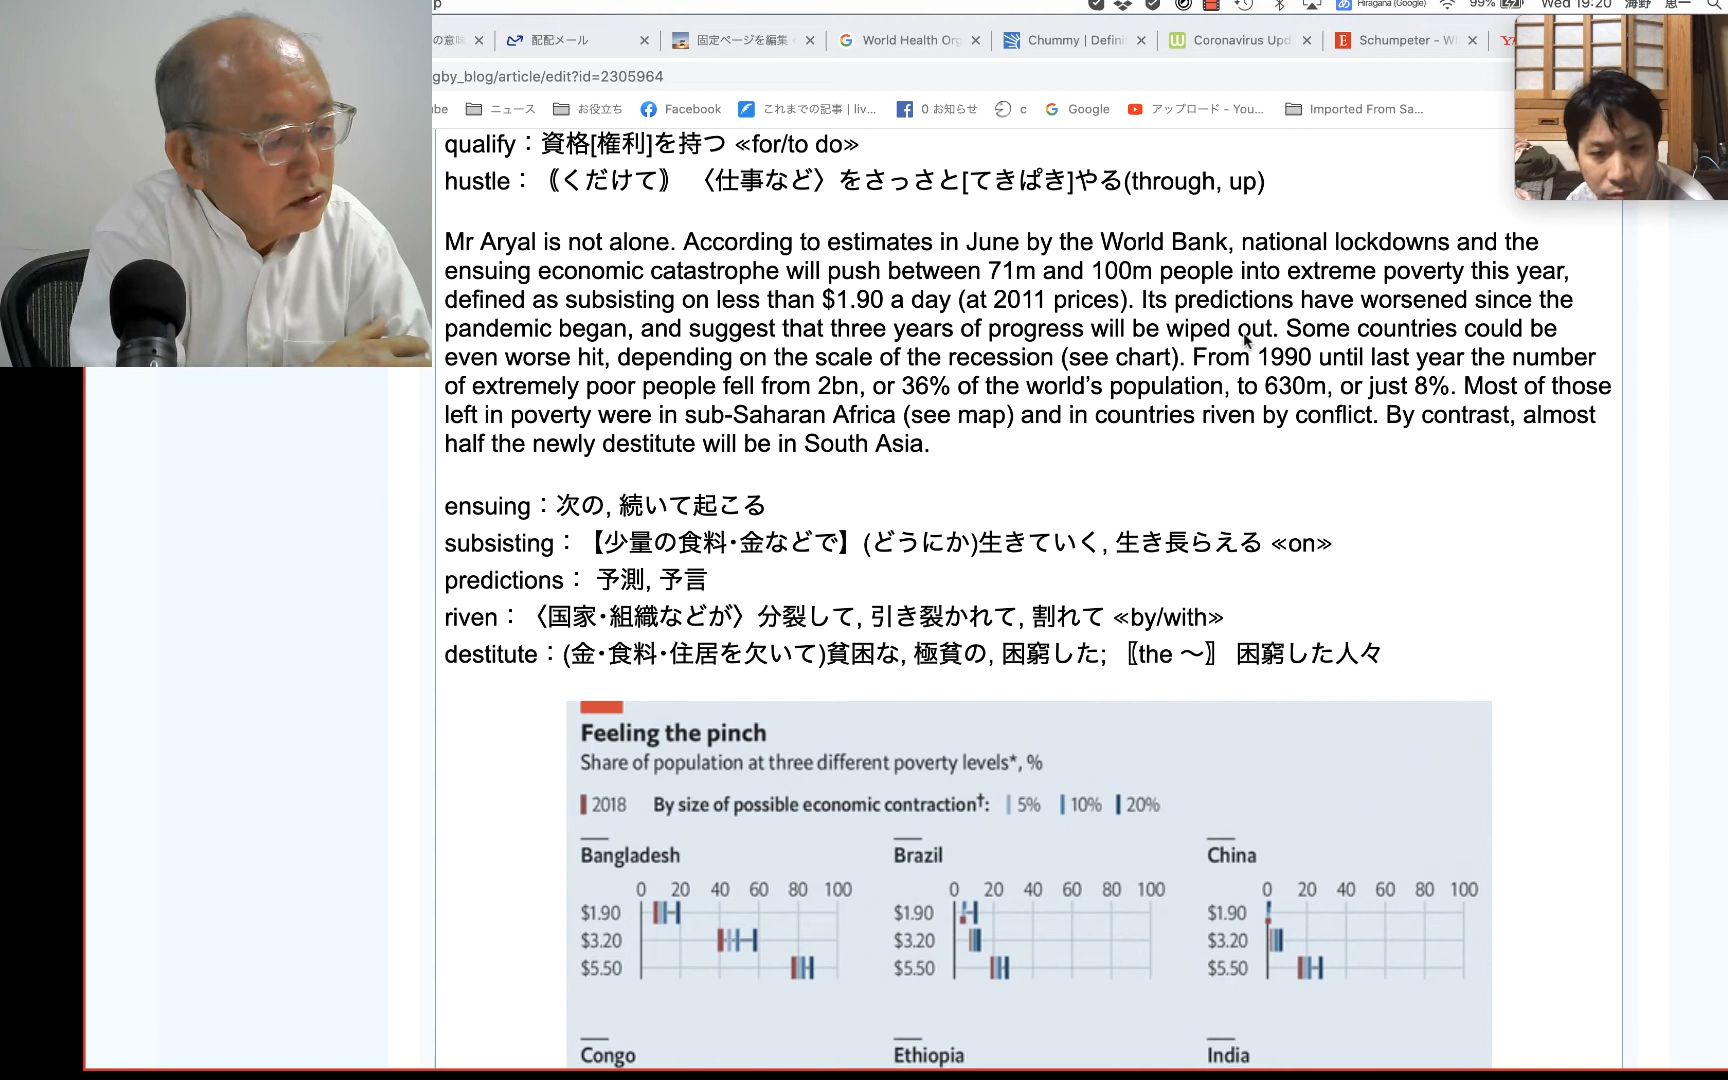 p
Hiragana (Google)
99%
Wed 19:20
海野 恵一
の意味
配配メール
固定ページを編集
World Health Org
Chummy | Defini
Coronavirus Upd
Schumpeter - W
gby_blog/article/edit?id=2305964
ube
ニュース
お役立ち
Facebook
これまでの記事 | liv...
0 お知らせ
c
Google
アップロード - You...
Imported From Sa...
qualify：資格[権利]を持つ ≪for/to do≫
hustle：⦅くだけて⦆ 〈仕事など〉をさっさと[てきぱき]やる(through, up)
Mr Aryal is not alone. According to estimates in June by the World Bank, national lockdowns and the
ensuing economic catastrophe will push between 71m and 100m people into extreme poverty this year,
defined as subsisting on less than $1.90 a day (at 2011 prices). Its predictions have worsened since the
pandemic began, and suggest that three years of progress will be wiped out. Some countries could be
even worse hit, depending on the scale of the recession (see chart). From 1990 until last year the number
of extremely poor people fell from 2bn, or 36% of the world's population, to 630m, or just 8%. Most of those
left in poverty were in sub-Saharan Africa (see map) and in countries riven by conflict. By contrast, almost
half the newly destitute will be in South Asia.
ensuing：次の, 続いて起こる
subsisting：【少量の食料･金などで】(どうにか)生きていく, 生き長らえる ≪on≫
predictions： 予測, 予言
riven：〈国家･組織などが〉分裂して, 引き裂かれて, 割れて ≪by/with≫
destitute：(金･食料･住居を欠いて)貧困な, 極貧の, 困窮した; 〖the ～〗 困窮した人々
Feeling the pinch
Share of population at three different poverty levels*, %
2018 By size of possible economic contraction†: 5% 10% 20%
Bangladesh Brazil China
0 20 40 60 80 100 0 20 40 60 80 100 0 20 40 60 80 100
$1.90 $1.90 $1.90
$3.20 $3.20 $3.20
$5.50 $5.50 $5.50
Congo Ethiopia India